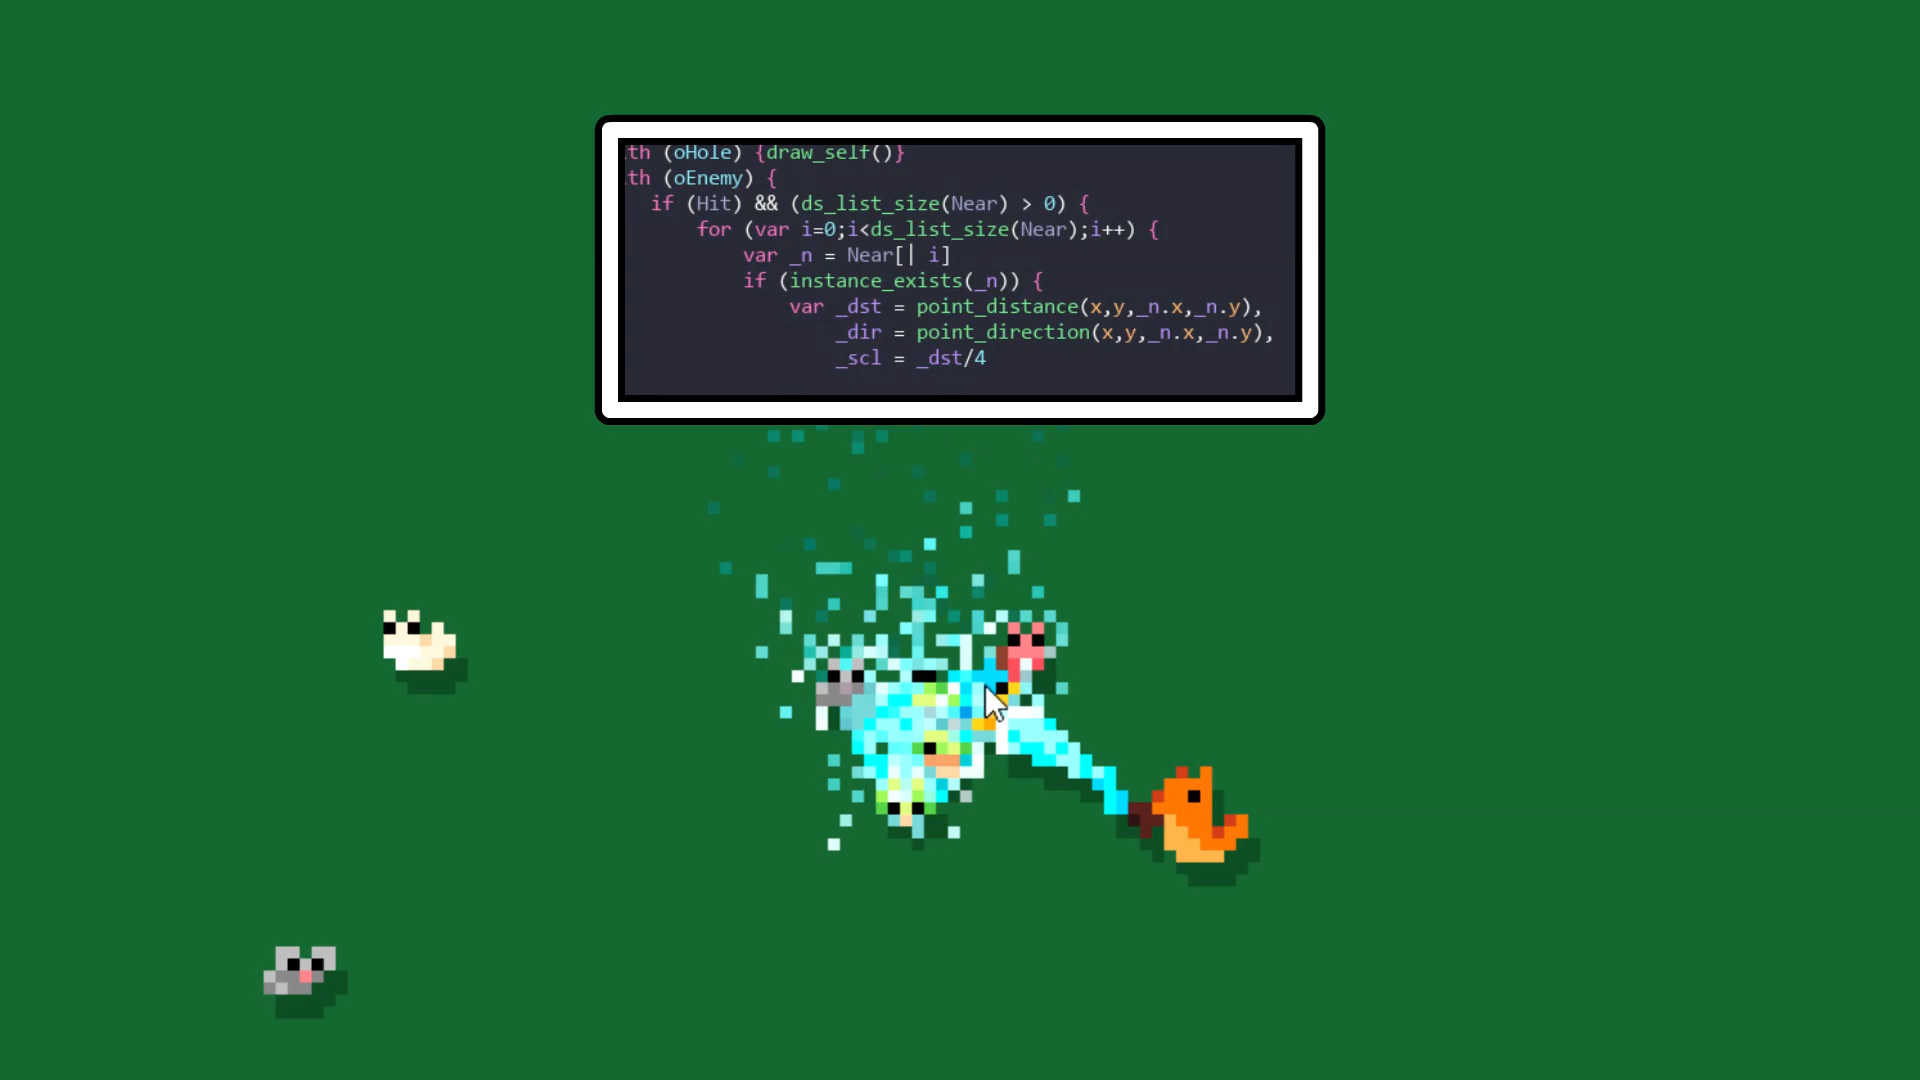 th (oHole) {draw_self()}
th (oEnemy) {
if (Hit) && (ds_list_size(Near) > 0) {
for (var i=0;i<ds_list_size(Near);i++) {
var _n = Near[| i]
if (instance_exists(_n)) {
var _dst = point_distance(x,y,_n.x,_n.y),
_dir = point_direction(x,y,_n.x,_n.y),
_scl = _dst/4